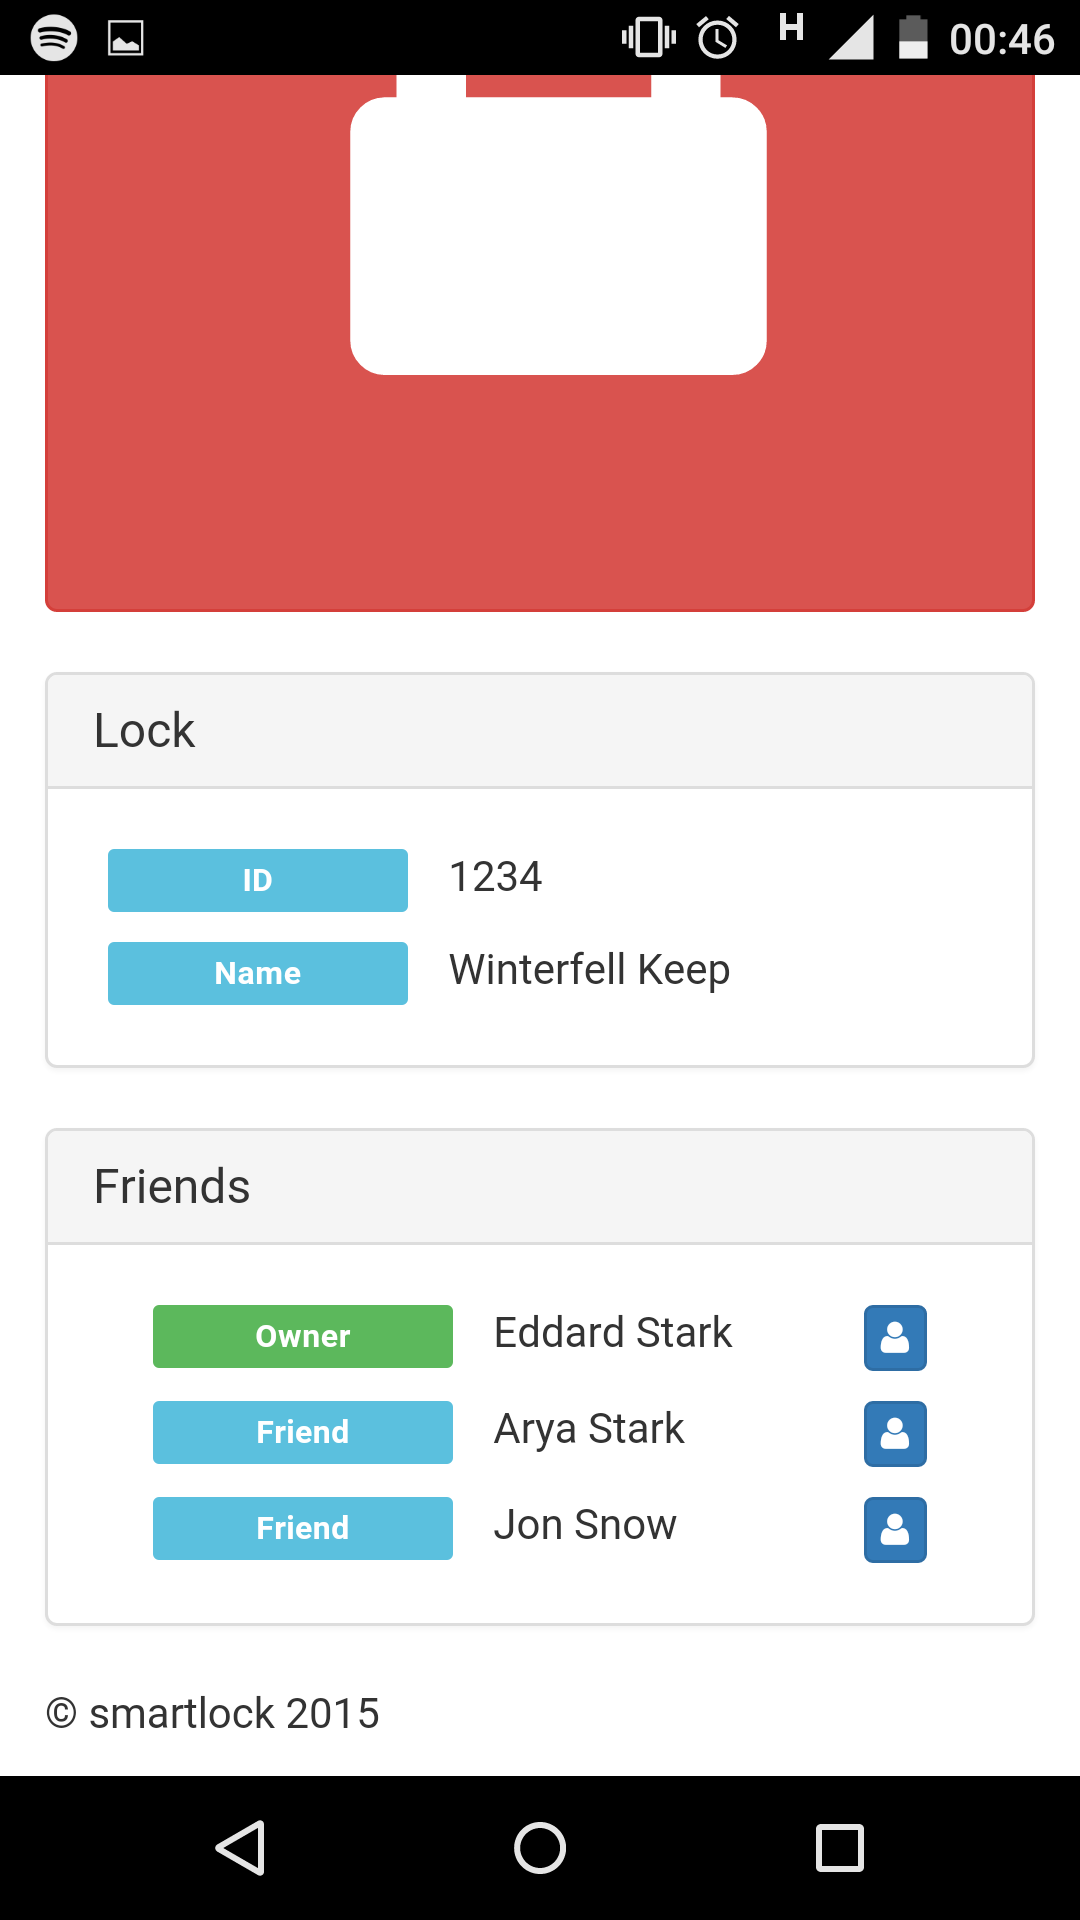 H 00:46
Lock
ID 1234
Name Winterfell Keep
Friends
Owner Eddard Stark
Friend Arya Stark
Friend Jon Snow
© smartlock 2015